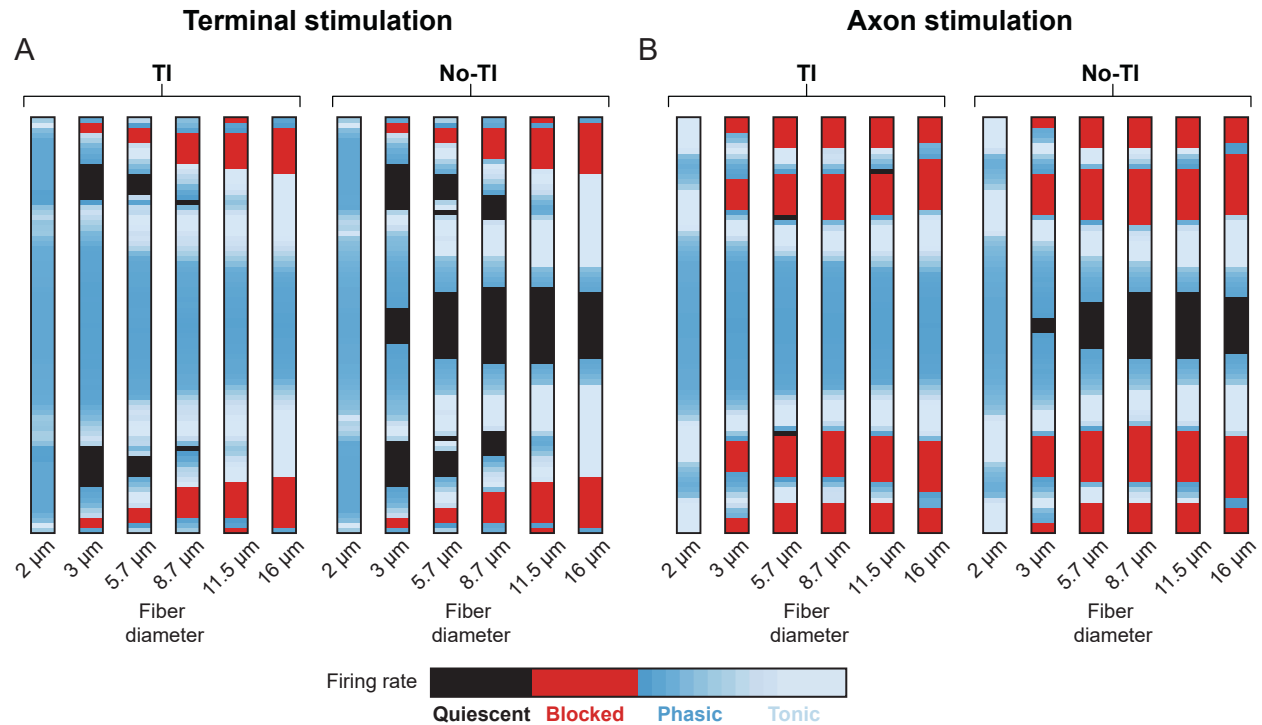 Terminal stimulation
Axon stimulation
A
B
TI
No-TI
TI
No-TI
2 µm
3 µm
5.7 µm
8.7 µm
11.5 µm
16 µm
2 µm
3 µm
5.7 µm
8.7 µm
11.5 µm
16 µm
2 µm
3 µm
5.7 µm
8.7 µm
11.5 µm
16 µm
2 µm
3 µm
5.7 µm
8.7 µm
11.5 µm
16 µm
Fiber
diameter
Fiber
diameter
Fiber
diameter
Fiber
diameter
Firing rate
Quiescent Blocked Phasic Tonic